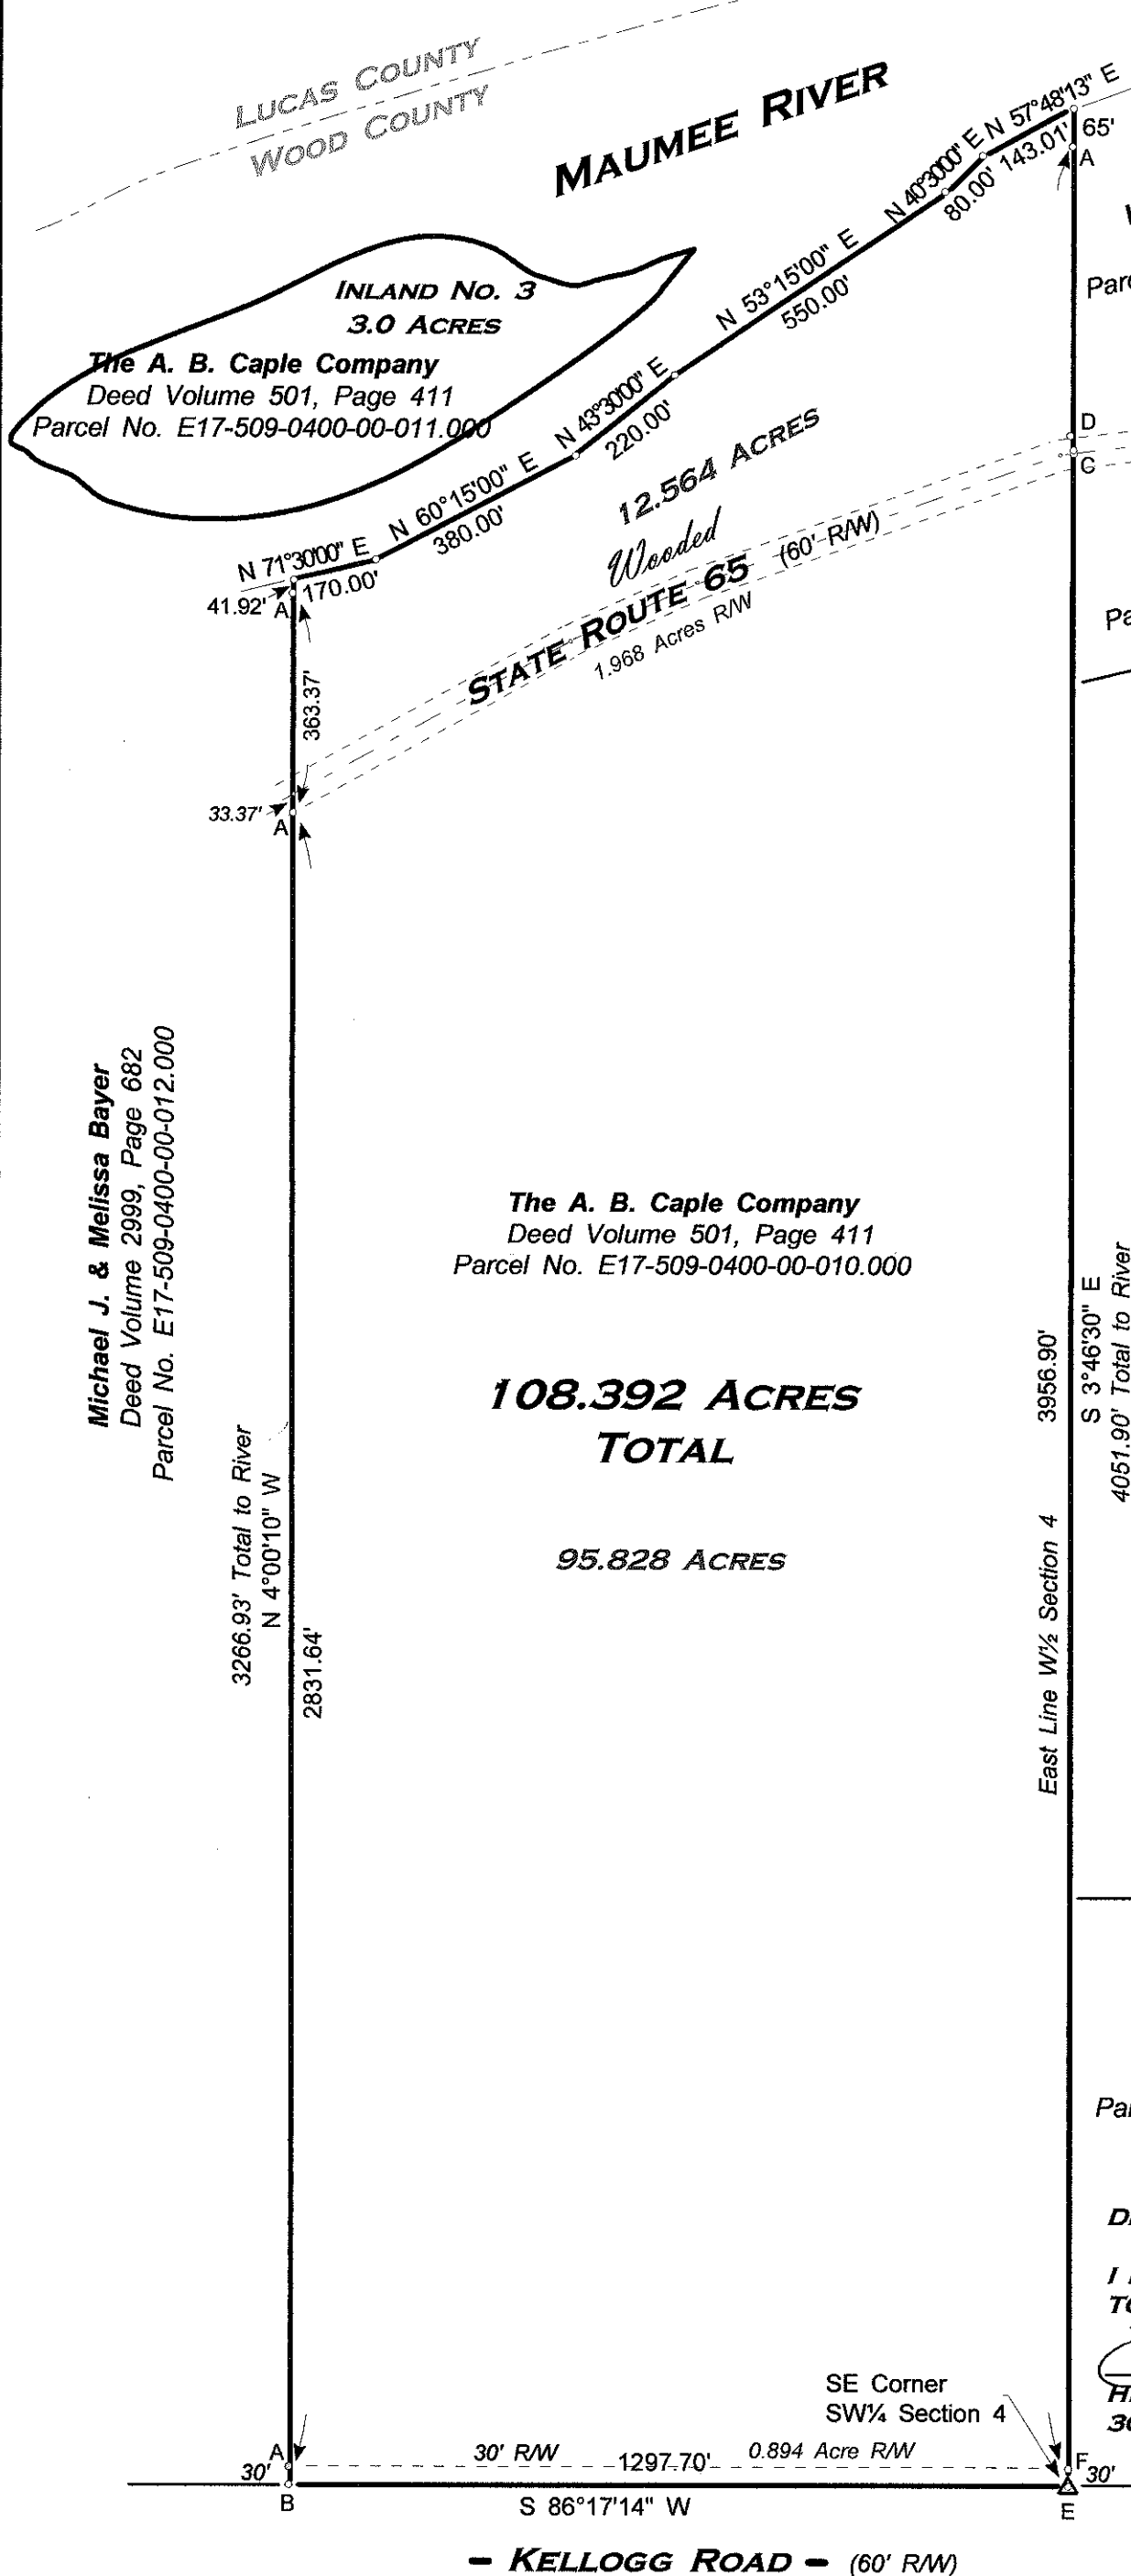 LUCAS COUNTY
WOOD COUNTY
MAUMEE RIVER
N 57°48'13" E
143.01'
65'
A
N 40°30'00" E
80.00'
N 53°15'00" E
550.00'
INLAND NO. 3
3.0 ACRES
The A. B. Caple Company
Deed Volume 501, Page 411
Parcel No. E17-509-0400-00-011.000
N 43°30'00" E
220.00'
N 60°15'00" E
380.00'
N 71°30'00" E
170.00'
41.92'
A
12.564 ACRES
Wooded
D
C
STATE ROUTE 65 (60' R/W)
1.968 Acres R/W
363.37'
33.37'
A
Michael J. & Melissa Bayer
Deed Volume 2999, Page 682
Parcel No. E17-509-0400-00-012.000
The A. B. Caple Company
Deed Volume 501, Page 411
Parcel No. E17-509-0400-00-010.000
108.392 ACRES
TOTAL
95.828 ACRES
3266.93' Total to River
N 4°00'10" W
2831.64'
East Line W½ Section 4
3956.90'
S 3°46'30" E
4051.90' Total to River
SE Corner
SW¼ Section 4
A
30'
30' R/W
1297.70'
0.894 Acre R/W
F
30'
B
S 86°17'14" W
E
- KELLOGG ROAD - (60' R/W)